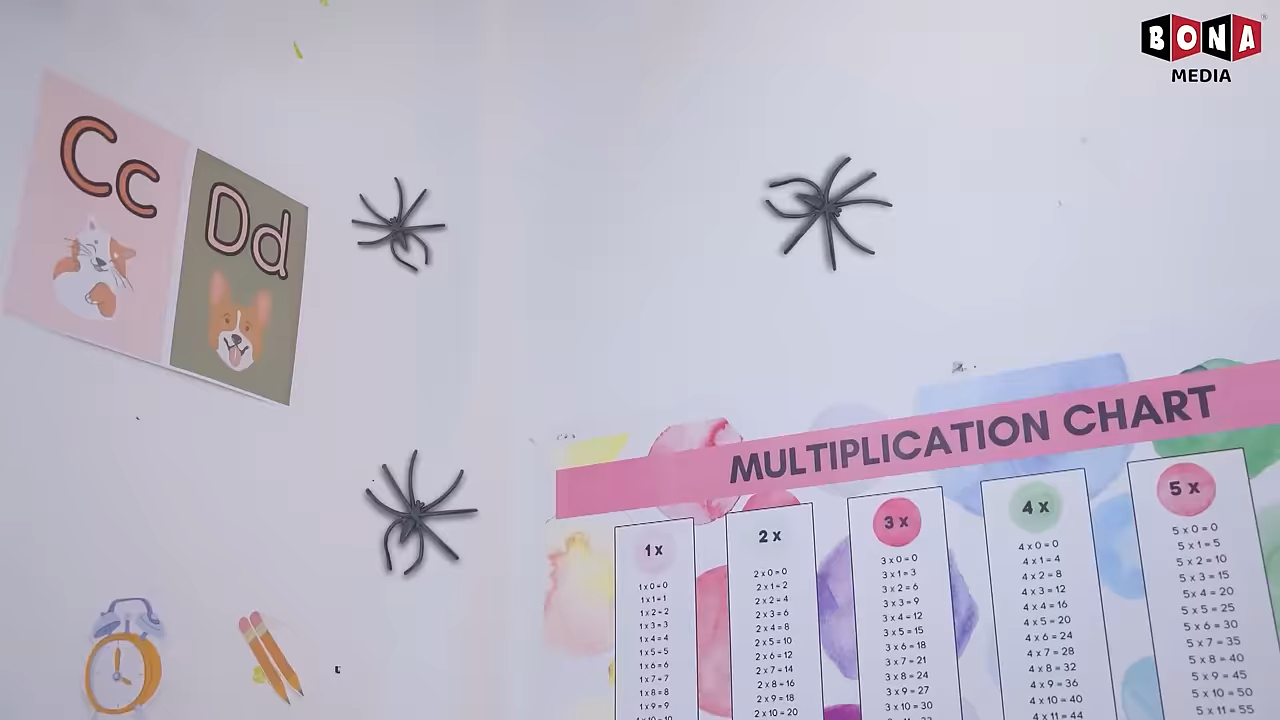 BONA
MEDIA
Cc
Dd
MULTIPLICATION CHART
1 x
1 x 0 = 0
1 x 1 = 1
1 x 2 = 2
1 x 3 = 3
1 x 4 = 4
1 x 5 = 5
1 x 6 = 6
1 x 7 = 7
1 x 8 = 8
1 x 9 = 9
2 x
2 x 0 = 0
2 x 1 = 2
2 x 2 = 4
2 x 3 = 6
2 x 4 = 8
2 x 5 = 10
2 x 6 = 12
2 x 7 = 14
2 x 8 = 16
2 x 9 = 18
2 x 10 = 20
3 x
3 x 0 = 0
3 x 1 = 3
3 x 2 = 6
3 x 3 = 9
3 x 4 = 12
3 x 5 = 15
3 x 6 = 18
3 x 7 = 21
3 x 8 = 24
3 x 9 = 27
3 x 10 = 30
4 x
4 x 0 = 0
4 x 1 = 4
4 x 2 = 8
4 x 3 = 12
4 x 4 = 16
4 x 5 = 20
4 x 6 = 24
4 x 7 = 28
4 x 8 = 32
4 x 9 = 36
4 x 10 = 40
4 x 11 = 44
5 x
5 x 0 = 0
5 x 1 = 5
5 x 2 = 10
5 x 3 = 15
5 x 4 = 20
5 x 5 = 25
5 x 6 = 30
5 x 7 = 35
5 x 8 = 40
5 x 9 = 45
5 x 10 = 50
5 x 11 = 55